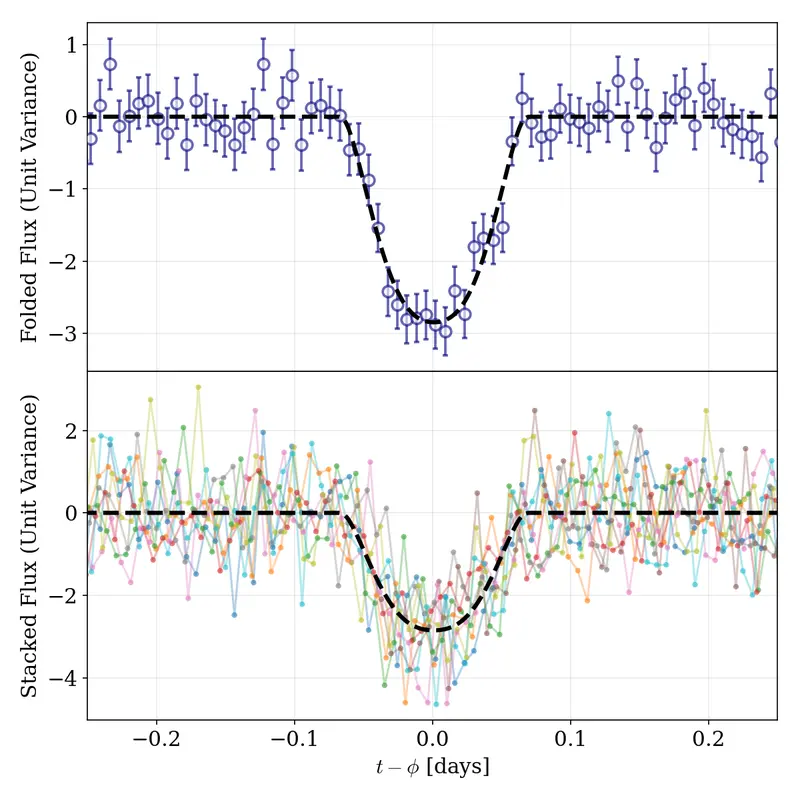 Folded Flux (Unit Variance)
1
0
−1
−2
−3
Stacked Flux (Unit Variance)
2
0
−2
−4
−0.2 −0.1 0.0 0.1 0.2
t − ϕ [days]